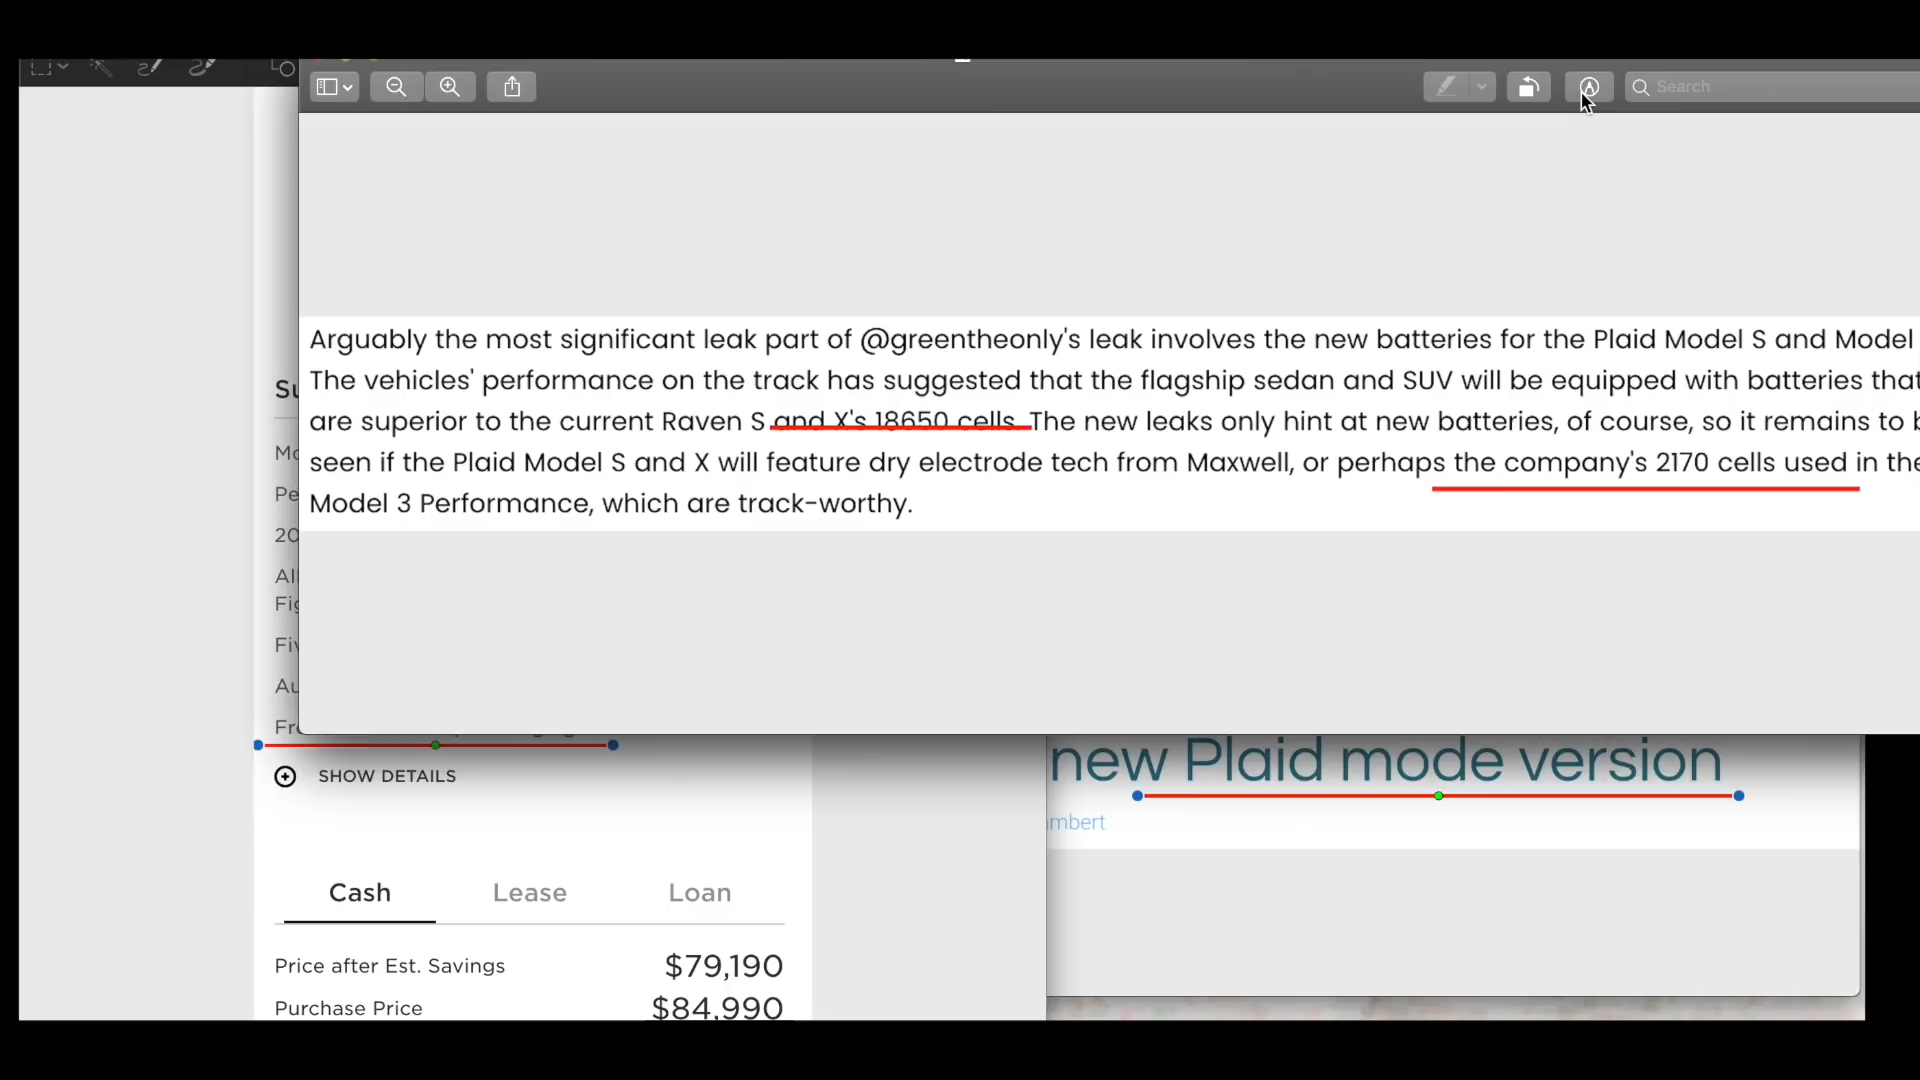 Search
Arguably the most significant leak part of @greentheonly's leak involves the new batteries for the Plaid Model S and Model
The vehicles' performance on the track has suggested that the flagship sedan and SUV will be equipped with batteries that
are superior to the current Raven S and X's 18650 cells. The new leaks only hint at new batteries, of course, so it remains to
seen if the Plaid Model S and X will feature dry electrode tech from Maxwell, or perhaps the company's 2170 cells used in the
Model 3 Performance, which are track-worthy.
SHOW DETAILS
Cash Lease Loan
Price after Est. Savings $79,190
Purchase Price $84,990
new Plaid mode version